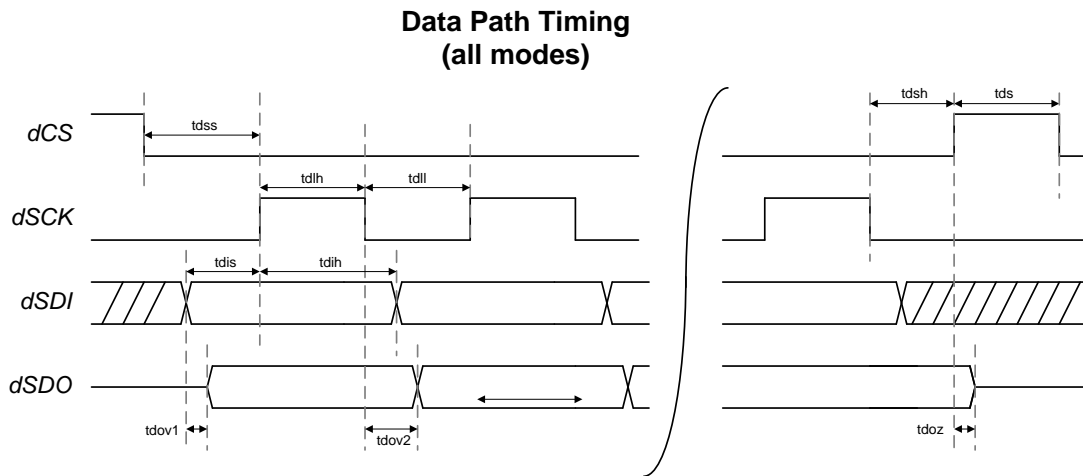 Data Path Timing
(all modes)
tdsh
tds
dCS
tdss
tdlh
tdll
dSCK
tdis
tdih
dSDI
dSDO
tdov1
tdov2
tdoz